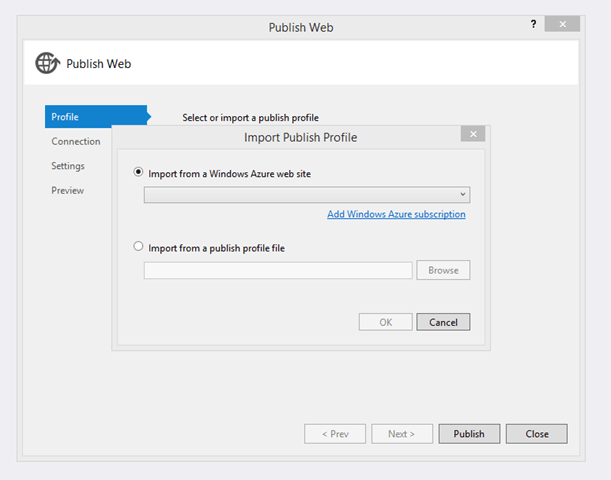 Publish Web
?
Publish Web
Profile
Select or import a publish profile
Connection
Import Publish Profile
Settings
Import from a Windows Azure web site
Preview
Add Windows Azure subscription
Import from a publish profile file
Browse
OK Cancel
< Prev Next > Publish Close